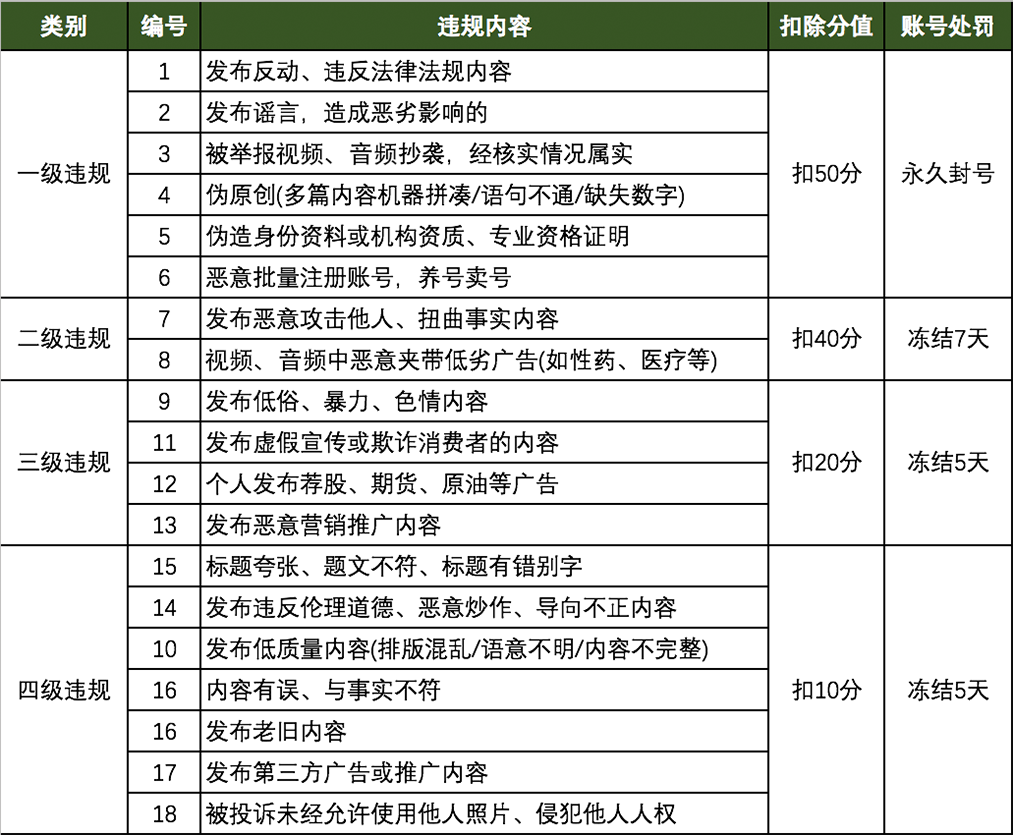 类别 编号 违规内容 扣除分值 账号处罚
一级违规 扣50分 永久封号
1 发布反动、违反法律法规内容
2 发布谣言，造成恶劣影响的
3 被举报视频、音频抄袭，经核实情况属实
4 伪原创(多篇内容机器拼凑/语句不通/缺失数字)
5 伪造身份资料或机构资质、专业资格证明
6 恶意批量注册账号，养号卖号
二级违规 扣40分 冻结7天
7 发布恶意攻击他人、扭曲事实内容
8 视频、音频中恶意夹带低劣广告(如性药、医疗等)
三级违规 扣20分 冻结5天
9 发布低俗、暴力、色情内容
11 发布虚假宣传或欺诈消费者的内容
12 个人发布荐股、期货、原油等广告
13 发布恶意营销推广内容
四级违规 扣10分 冻结5天
15 标题夸张、题文不符、标题有错别字
14 发布违反伦理道德、恶意炒作、导向不正内容
10 发布低质量内容(排版混乱/语意不明/内容不完整)
16 内容有误、与事实不符
16 发布老旧内容
17 发布第三方广告或推广内容
18 被投诉未经允许使用他人照片、侵犯他人人权